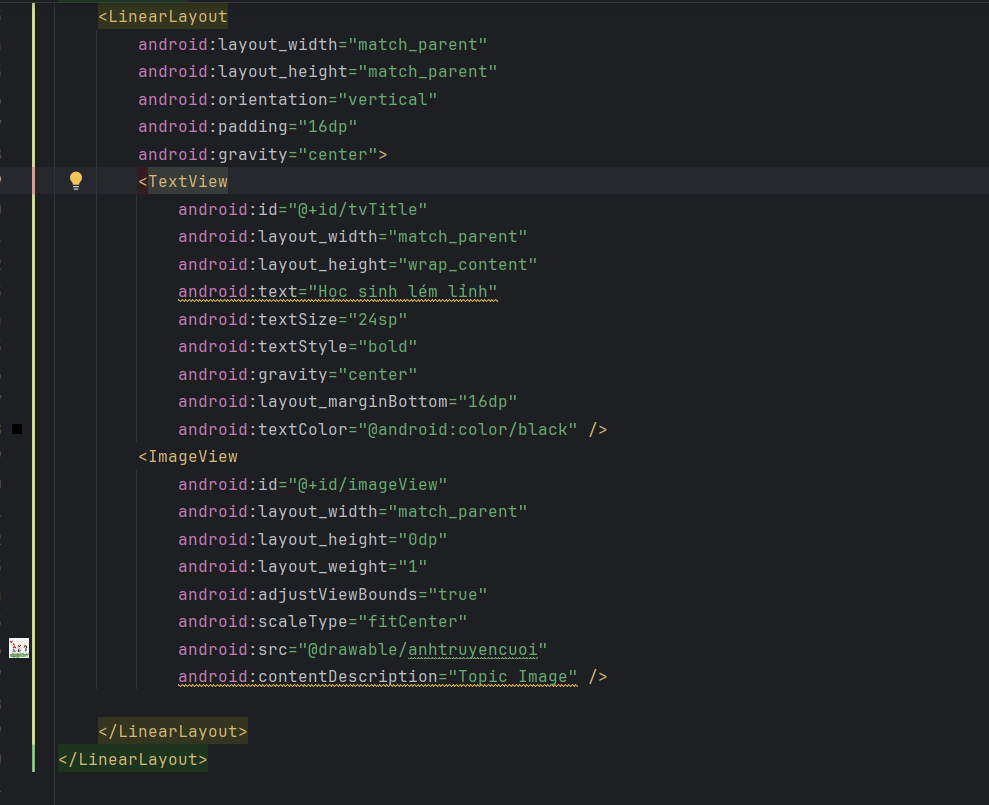 <LinearLayout
android:layout_width="match_parent"
android:layout_height="match_parent"
android:orientation="vertical"
android:padding="16dp"
android:gravity="center">
<TextView
android:id="@+id/tvTitle"
android:layout_width="match_parent"
android:layout_height="wrap_content"
android:text="Học sinh lém lỉnh"
android:textSize="24sp"
android:textStyle="bold"
android:gravity="center"
android:layout_marginBottom="16dp"
android:textColor="@android:color/black" />
<ImageView
android:id="@+id/imageView"
android:layout_width="match_parent"
android:layout_height="0dp"
android:layout_weight="1"
android:adjustViewBounds="true"
android:scaleType="fitCenter"
android:src="@drawable/anhtruyencuoi"
android:contentDescription="Topic Image" />
</LinearLayout>
</LinearLayout>